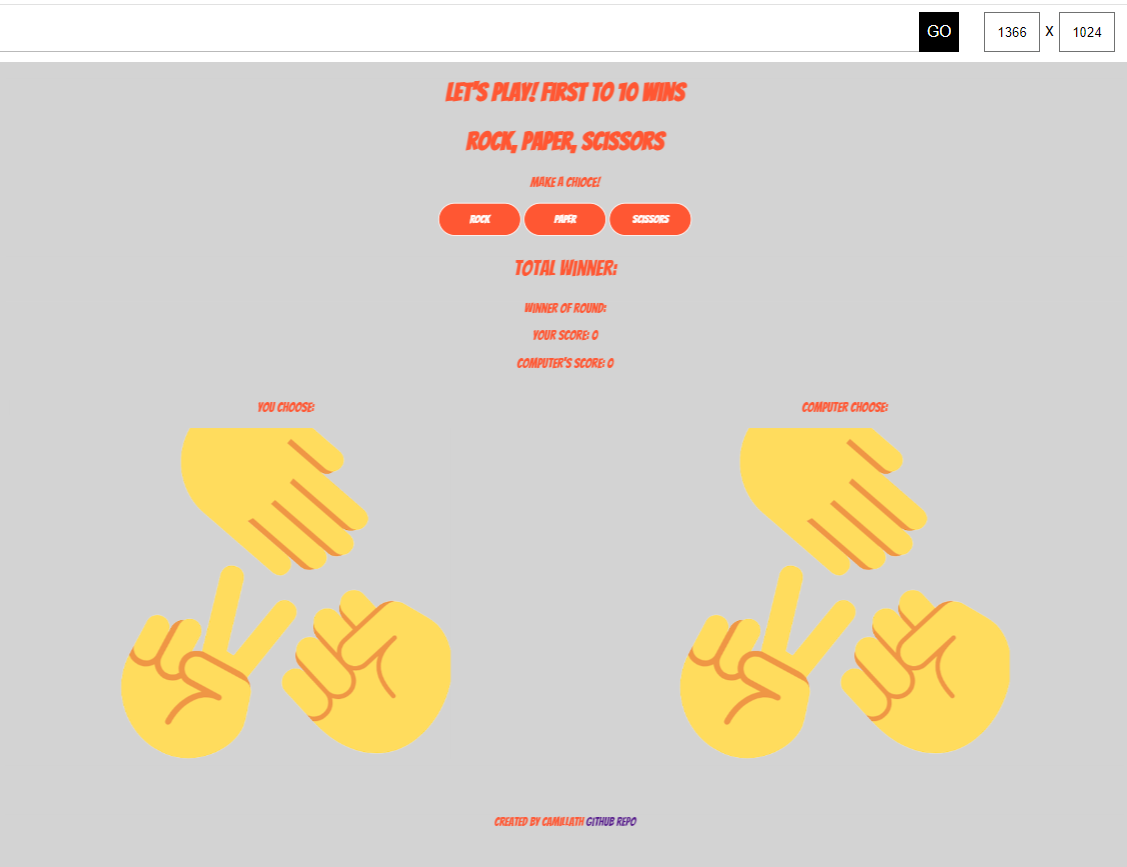 GO 1366 X 1024
LET'S PLAY! FIRST TO 10 WINS
ROCK, PAPER, SCISSORS
MAKE A CHIOCE!
ROCK PAPER SCISSORS
TOTAL WINNER:
WINNER OF ROUND:
YOUR SCORE: 0
COMPUTER'S SCORE: 0
YOU CHOOSE: COMPUTER CHOOSE:
CREATED BY CAMILLATH GITHUB REPO